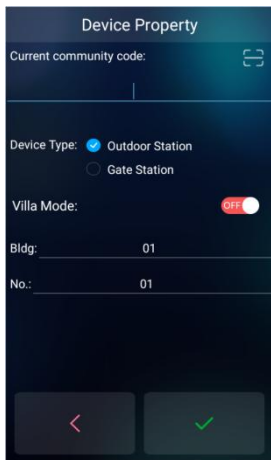 Device Property
Current community code:
Device Type: Outdoor Station
Gate Station
Villa Mode: OFF
Bldg: 01
No.: 01